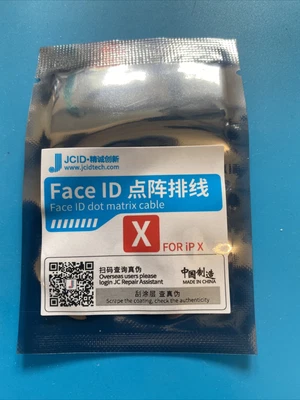 JCID-精诚创新
www.jcidtech.com
Face ID 点阵排线
Face ID dot matrix cable
X
FOR iP X
扫码查询真伪
Overseas users please
login JC Repair Assistant
中国制造
MADE IN CHINA
刮涂层 查真伪
Scrape the coating, check the authenticity